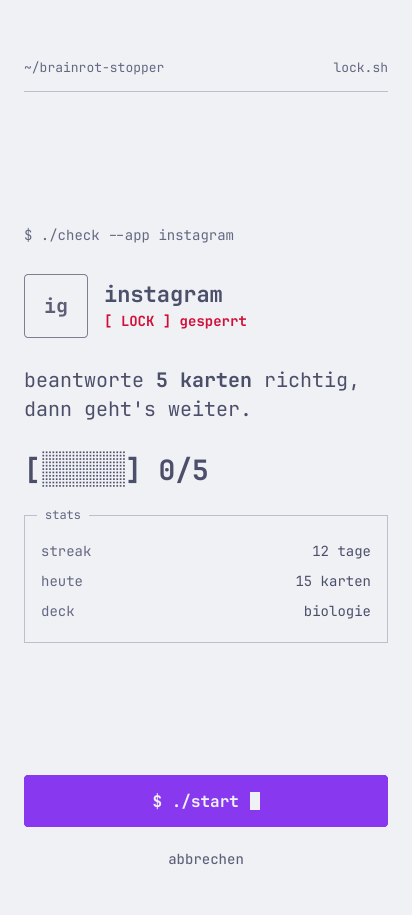 ~/brainrot-stopper lock.sh
$ ./check --app instagram
ig
instagram
[ LOCK ] gesperrt
beantworte 5 karten richtig,
dann geht's weiter.
[░░░░░] 0/5
stats
streak 12 tage
heute 15 karten
deck biologie
$ ./start
abbrechen